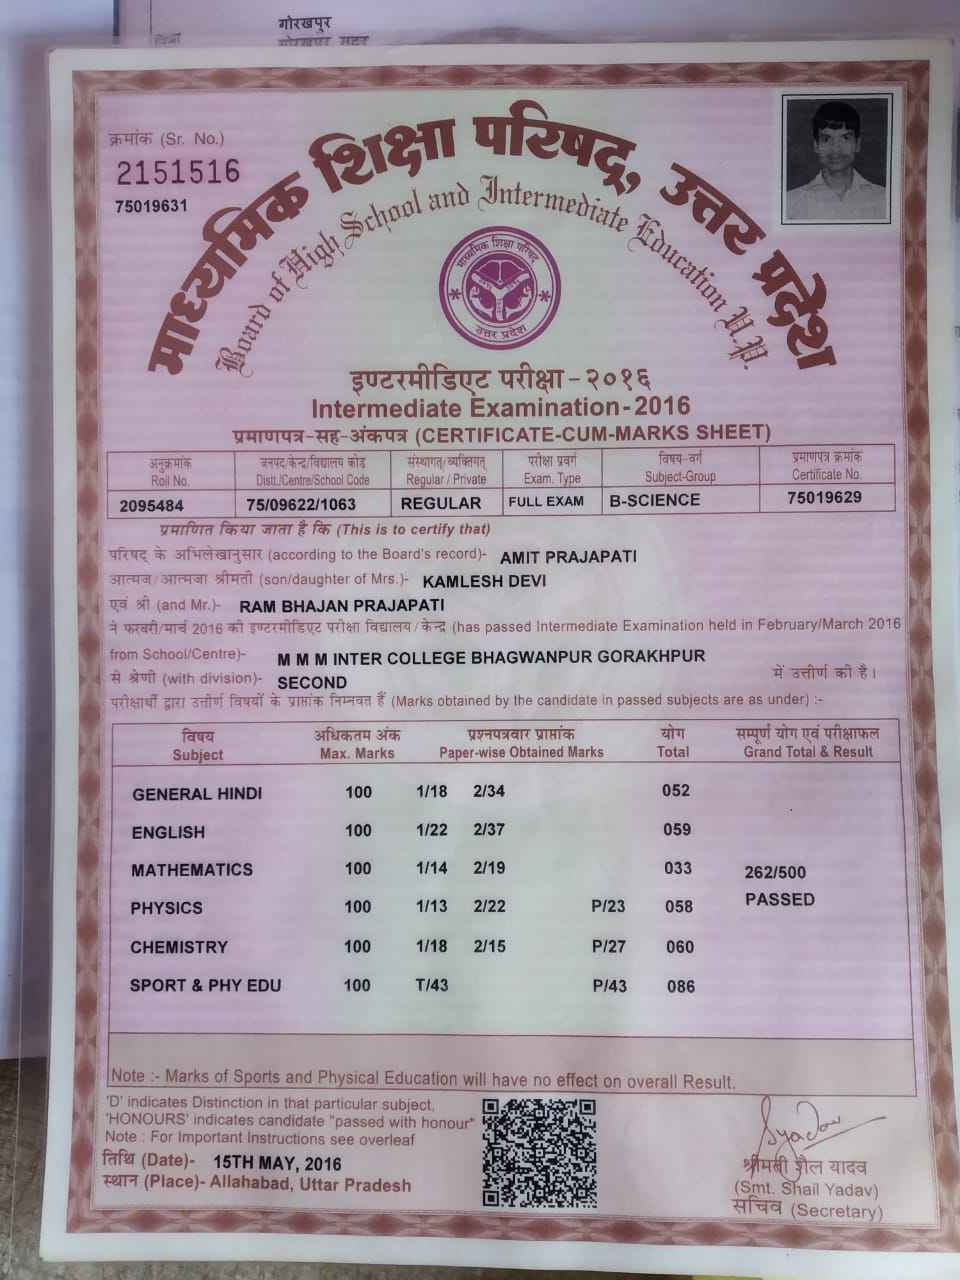 गोरखपुर
क्रमांक (Sr. No.)
2151516
75019631
माध्यमिक शिक्षा परिषद्, उत्तर प्रदेश
Board of High School and Intermediate Education U.P.
माध्यमिक शिक्षा परिषद
उत्तर प्रदेश
इण्टरमीडिएट परीक्षा-२०१६
Intermediate Examination-2016
प्रमाणपत्र-सह-अंकपत्र (CERTIFICATE-CUM-MARKS SHEET)
अनुक्रमांक जनपद/केन्द्र/विद्यालय कोड संस्थागत/व्यक्तिगत परीक्षा प्रवर्ग विषय-वर्ग प्रमाणपत्र क्रमांक
Roll No. Distt./Centre/School Code Regular / Private Exam. Type Subject-Group Certificate No.
2095484 75/09622/1063 REGULAR FULL EXAM B-SCIENCE 75019629
प्रमाणित किया जाता है कि (This is to certify that)
परिषद् के अभिलेखानुसार (according to the Board's record)- AMIT PRAJAPATI
आत्मज/आत्मजा श्रीमती (son/daughter of Mrs.)- KAMLESH DEVI
एवं श्री (and Mr.)- RAM BHAJAN PRAJAPATI
ने फरवरी/मार्च 2016 की इण्टरमीडिएट परीक्षा विद्यालय/केन्द्र (has passed Intermediate Examination held in February/March 2016
from School/Centre)- M M M INTER COLLEGE BHAGWANPUR GORAKHPUR
से श्रेणी (with division)- SECOND में उत्तीर्ण की है।
परीक्षार्थी द्वारा उत्तीर्ण विषयों के प्राप्तांक निम्नवत हैं (Marks obtained by the candidate in passed subjects are as under) :-
विषय अधिकतम अंक प्रश्नपत्रवार प्राप्तांक योग सम्पूर्ण योग एवं परीक्षाफल
Subject Max. Marks Paper-wise Obtained Marks Total Grand Total & Result
GENERAL HINDI 100 1/18 2/34 052
ENGLISH 100 1/22 2/37 059
MATHEMATICS 100 1/14 2/19 033
262/500
PASSED
PHYSICS 100 1/13 2/22 P/23 058
CHEMISTRY 100 1/18 2/15 P/27 060
SPORT & PHY EDU 100 T/43 P/43 086
Note :- Marks of Sports and Physical Education will have no effect on overall Result.
'D' indicates Distinction in that particular subject.
'HONOURS' indicates candidate "passed with honour"
Note : For Important Instructions see overleaf
तिथि (Date)- 15TH MAY, 2016
स्थान (Place)- Allahabad, Uttar Pradesh
Syadav
श्रीमती शैल यादव
(Smt. Shail Yadav)
सचिव (Secretary)